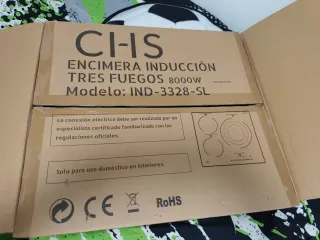 CHS
ENCIMERA INDUCCIÓN
TRES FUEGOS 8000W
Modelo: IND-3328-SL
La conexión eléctrica debe ser realizada por un
especialista certificado familiarizado con las
regulaciones oficiales.
Solo para uso doméstico en interiores
CE
RoHS